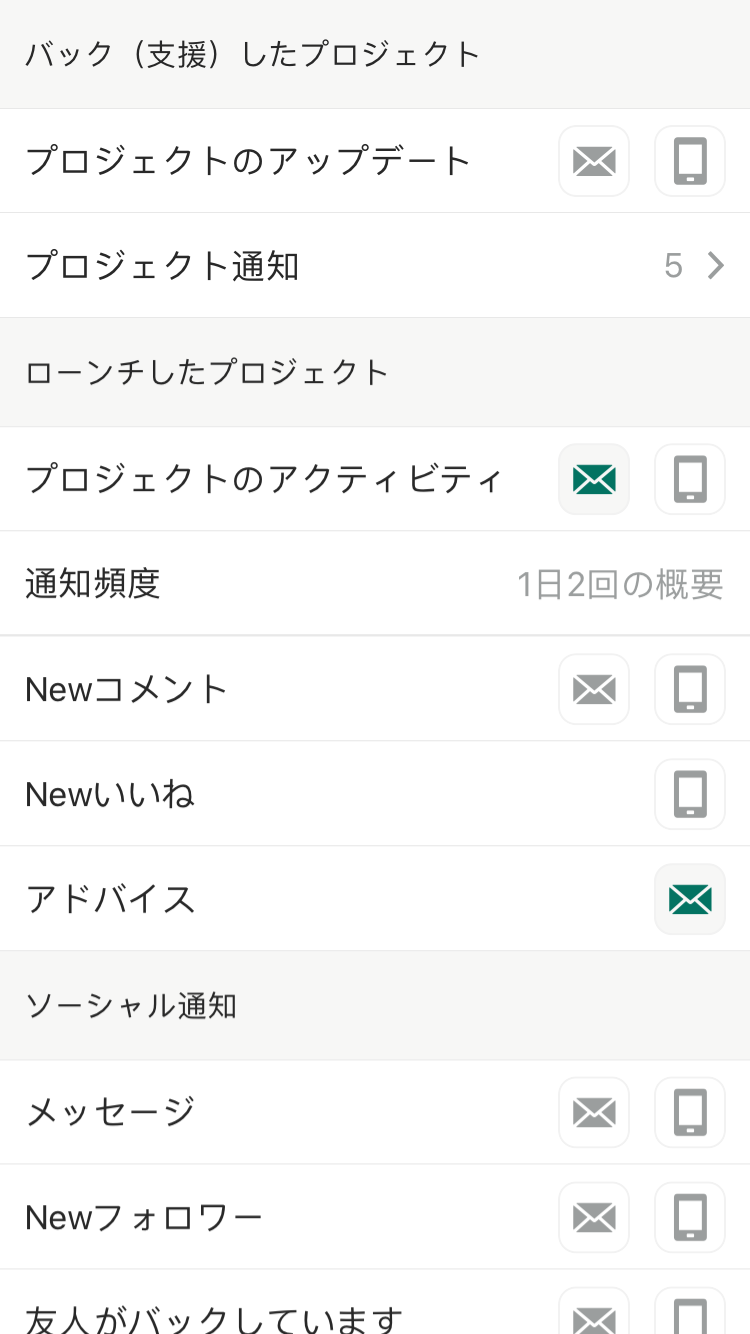 バック（支援）したプロジェクト
プロジェクトのアップデート
プロジェクト通知 5
ローンチしたプロジェクト
プロジェクトのアクティビティ
通知頻度 1日2回の概要
Newコメント
Newいいね
アドバイス
ソーシャル通知
メッセージ
Newフォロワー
友人がバックしています